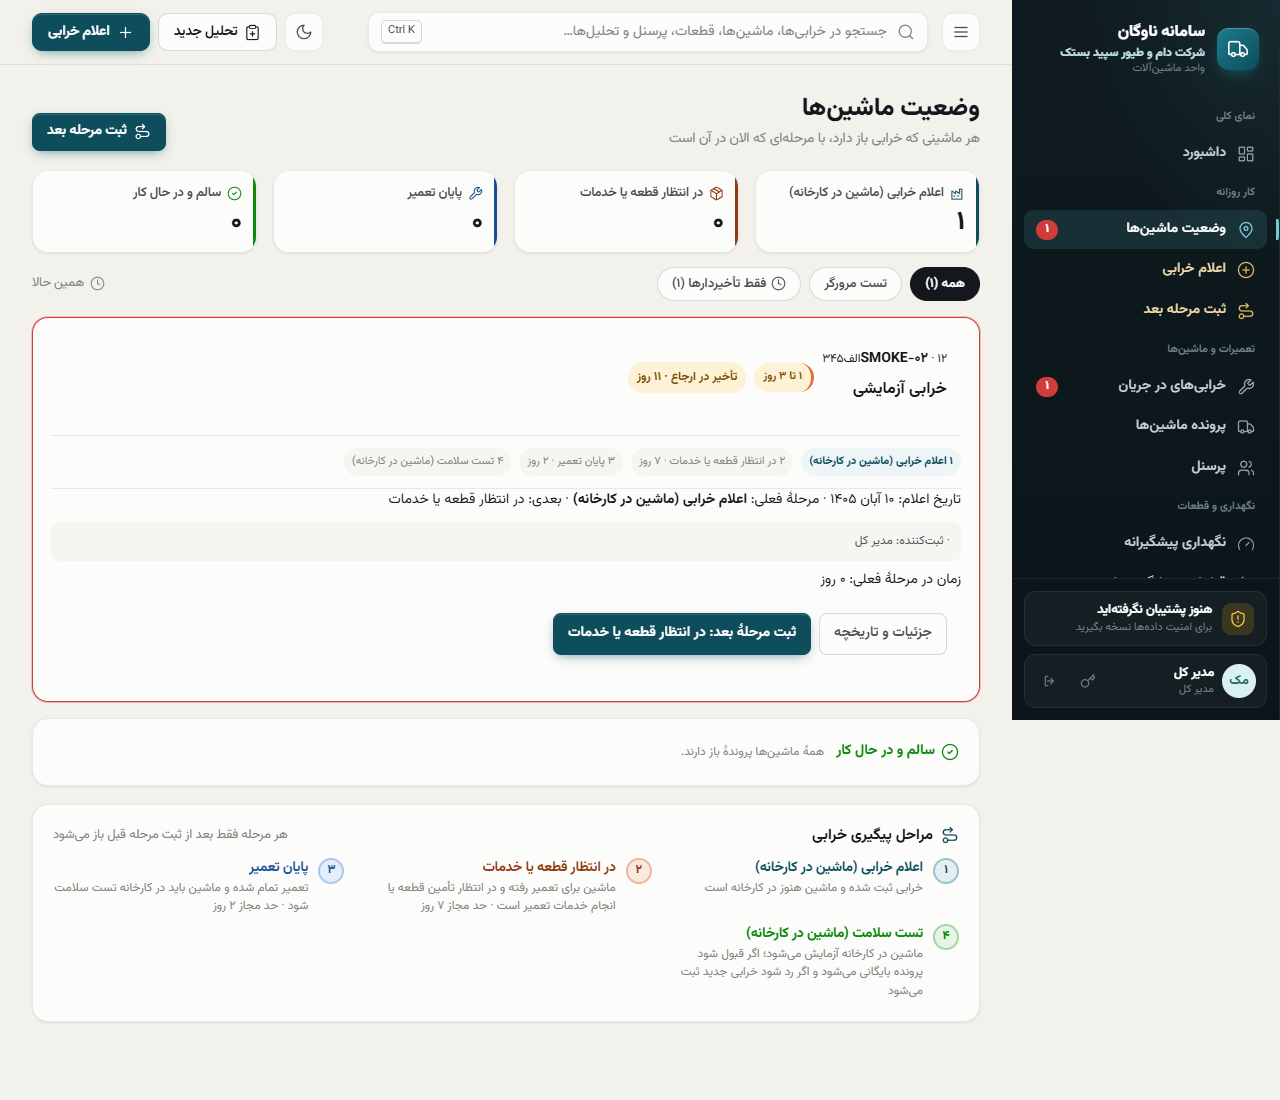 سامانه ناوگان
شرکت دام و طیور سپید بستک
واحد ماشین‌آلات
نمای کلی
داشبورد
کار روزانه
وضعیت ماشین‌ها
۱
اعلام خرابی
ثبت مرحله بعد
تعمیرات و ماشین‌ها
خرابی‌های در جریان
۱
پرونده ماشین‌ها
پرسنل
نگهداری و قطعات
نگهداری پیشگیرانه
هنوز پشتیبان نگرفته‌اید
برای امنیت داده‌ها نسخه بگیرید
مک
مدیر کل
مدیر کل
جستجو در خرابی‌ها، ماشین‌ها، قطعات، پرسنل و تحلیل‌ها...
Ctrl K
تحلیل جدید
اعلام خرابی
وضعیت ماشین‌ها
هر ماشینی که خرابی باز دارد، با مرحله‌ای که الان در آن است
ثبت مرحله بعد
اعلام خرابی (ماشین در کارخانه)
۱
در انتظار قطعه یا خدمات
۰
پایان تعمیر
۰
سالم و در حال کار
۰
همه (۱)
تست مرورگر
فقط تأخیردارها (۱)
همین حالا
۱۲ · SMOKE-۰۲الف۳۴۵
خرابی آزمایشی
۱ تا ۳ روز
تأخیر در ارجاع · ۱۱ روز
۱ اعلام خرابی (ماشین در کارخانه)
۲ در انتظار قطعه یا خدمات · ۷ روز
۳ پایان تعمیر · ۲ روز
۴ تست سلامت (ماشین در کارخانه)
تاریخ اعلام: ۱۰ آبان ۱۴۰۵ · مرحلهٔ فعلی: اعلام خرابی (ماشین در کارخانه) · بعدی: در انتظار قطعه یا خدمات
· ثبت‌کننده: مدیر کل
زمان در مرحلهٔ فعلی: ۰ روز
جزئیات و تاریخچه
ثبت مرحلهٔ بعد: در انتظار قطعه یا خدمات
سالم و در حال کار
همهٔ ماشین‌ها پروندهٔ باز دارند.
مراحل پیگیری خرابی
هر مرحله فقط بعد از ثبت مرحله قبل باز می‌شود
۱
اعلام خرابی (ماشین در کارخانه)
خرابی ثبت شده و ماشین هنوز در کارخانه است
۲
در انتظار قطعه یا خدمات
ماشین برای تعمیر رفته و در انتظار تأمین قطعه یا
انجام خدمات تعمیر است · حد مجاز ۷ روز
۳
پایان تعمیر
تعمیر تمام شده و ماشین باید در کارخانه تست سلامت
شود · حد مجاز ۲ روز
۴
تست سلامت (ماشین در کارخانه)
ماشین در کارخانه آزمایش می‌شود؛ اگر قبول شود
پرونده بایگانی می‌شود و اگر رد شود خرابی جدید ثبت
می‌شود